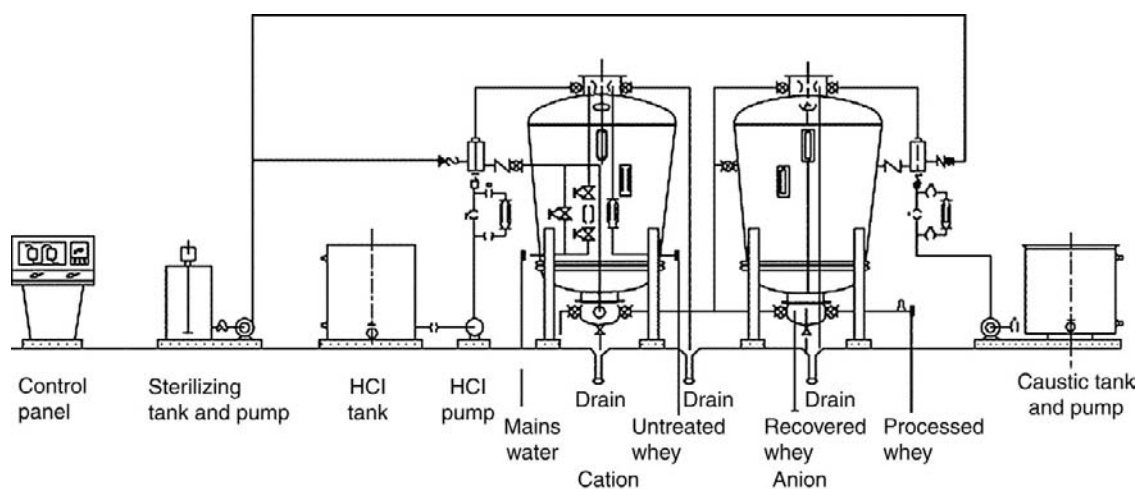 Control
panel
Sterilizing
tank and pump
HCl
tank
HCl
pump
Mains
water
Drain
Untreated
whey
Cation
Drain
Recovered
whey
Anion
Drain
Processed
whey
Caustic tank
and pump